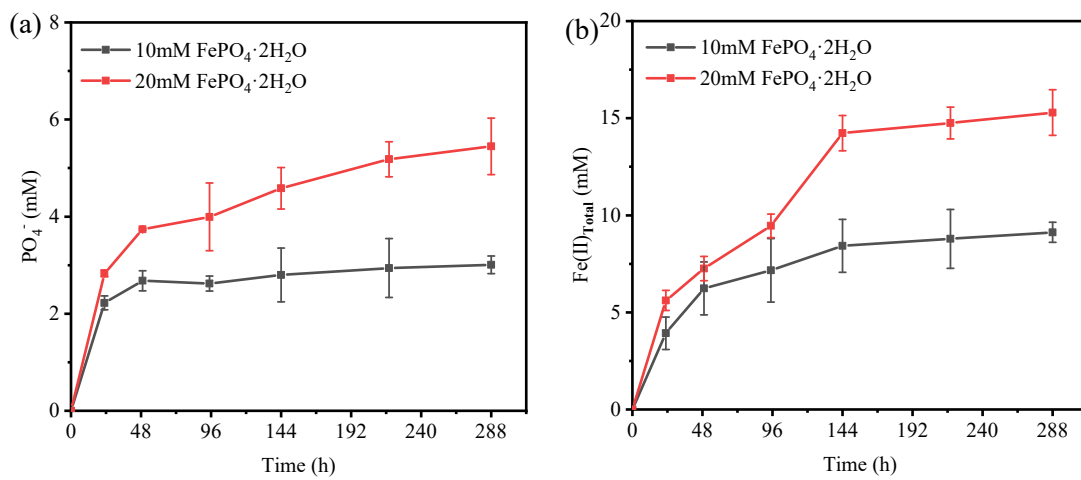 (a)
10mM FePO₄·2H₂O
20mM FePO₄·2H₂O
PO₄⁻ (mM)
8
6
4
2
0
0 48 96 144 192 240 288
Time (h)
(b)
10mM FePO₄·2H₂O
20mM FePO₄·2H₂O
Fe(II)Total (mM)
20
15
10
5
0
0 48 96 144 192 240 288
Time (h)